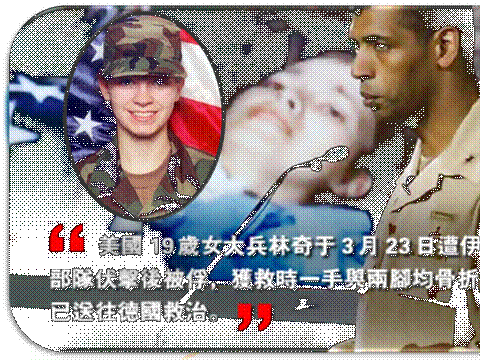 美國 19 歲女大兵林奇于 3 月 23 日遭伊
部隊伏擊後被俘，獲救時一手與兩腳均骨折
已送往德國救治。